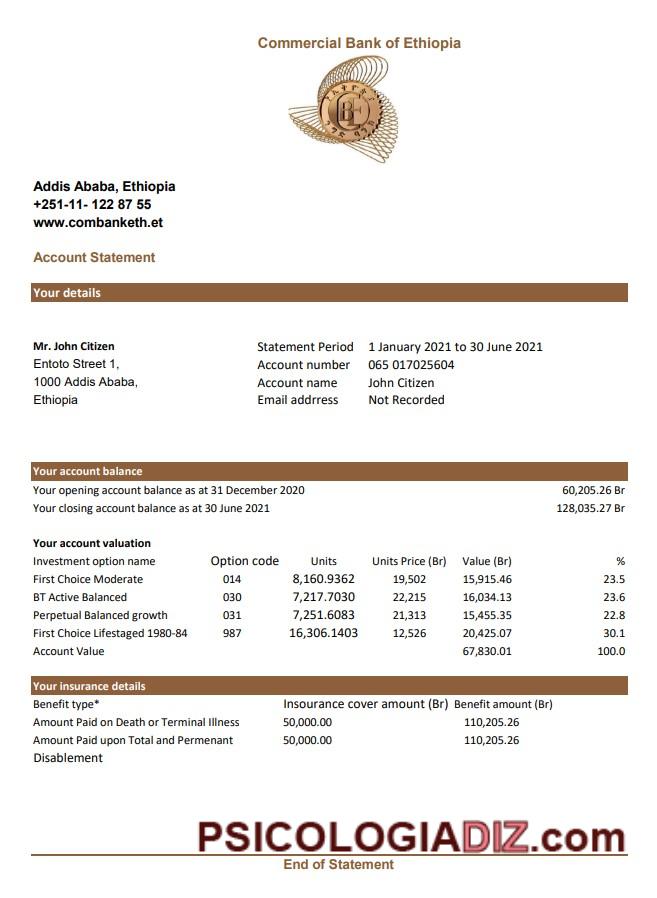 Commercial Bank of Ethiopia
Addis Ababa, Ethiopia
+251-11- 122 87 55
www.combanketh.et
Account Statement
Your details
Mr. John Citizen
Entoto Street 1,
1000 Addis Ababa,
Ethiopia
Statement Period 1 January 2021 to 30 June 2021
Account number 065 017025604
Account name John Citizen
Email addrress Not Recorded
Your account balance
Your opening account balance as at 31 December 2020 60,205.26 Br
Your closing account balance as at 30 June 2021 128,035.27 Br
Your account valuation
Investment option name Option code Units Units Price (Br) Value (Br) %
First Choice Moderate 014 8,160.9362 19,502 15,915.46 23.5
BT Active Balanced 030 7,217.7030 22,215 16,034.13 23.6
Perpetual Balanced growth 031 7,251.6083 21,313 15,455.35 22.8
First Choice Lifestaged 1980-84 987 16,306.1403 12,526 20,425.07 30.1
Account Value 67,830.01 100.0
Your insurance details
Benefit type* Insourance cover amount (Br) Benefit amount (Br)
Amount Paid on Death or Terminal Illness 50,000.00 110,205.26
Amount Paid upon Total and Permenant 50,000.00 110,205.26
Disablement
PSICOLOGIADIZ.com
End of Statement